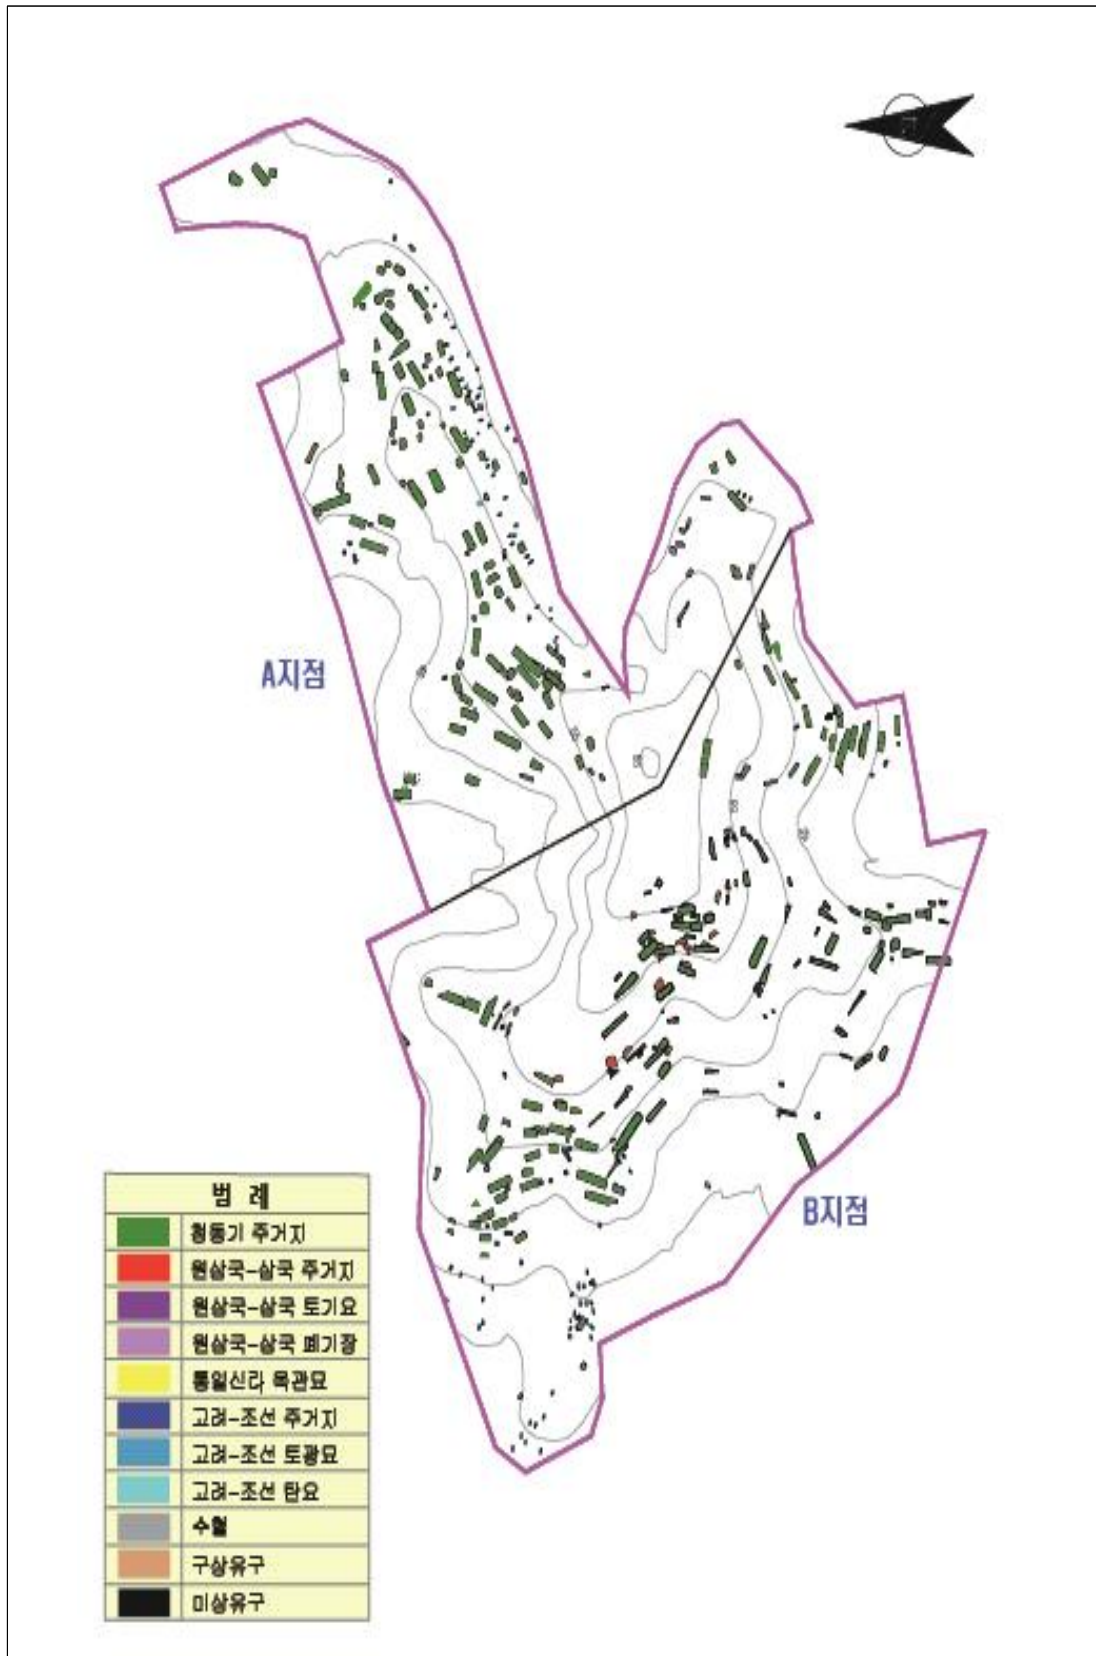 A지점
B지점
범 례
청동기 주거지
원삼국-삼국 주거지
원삼국-삼국 토기요
원삼국-삼국 폐기장
통일신라 목관묘
고려-조선 주거지
고려-조선 토광묘
고려-조선 탄요
수혈
구상유구
미상유구